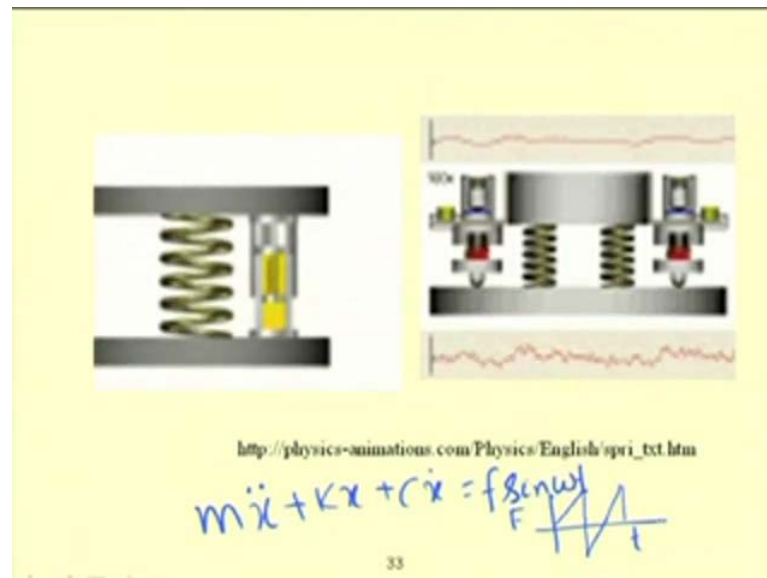 http://physics-animations.com/Physics/English/spri_txt.htm
mẍ + Kx + Cẋ = f sin ωt
F
t
33